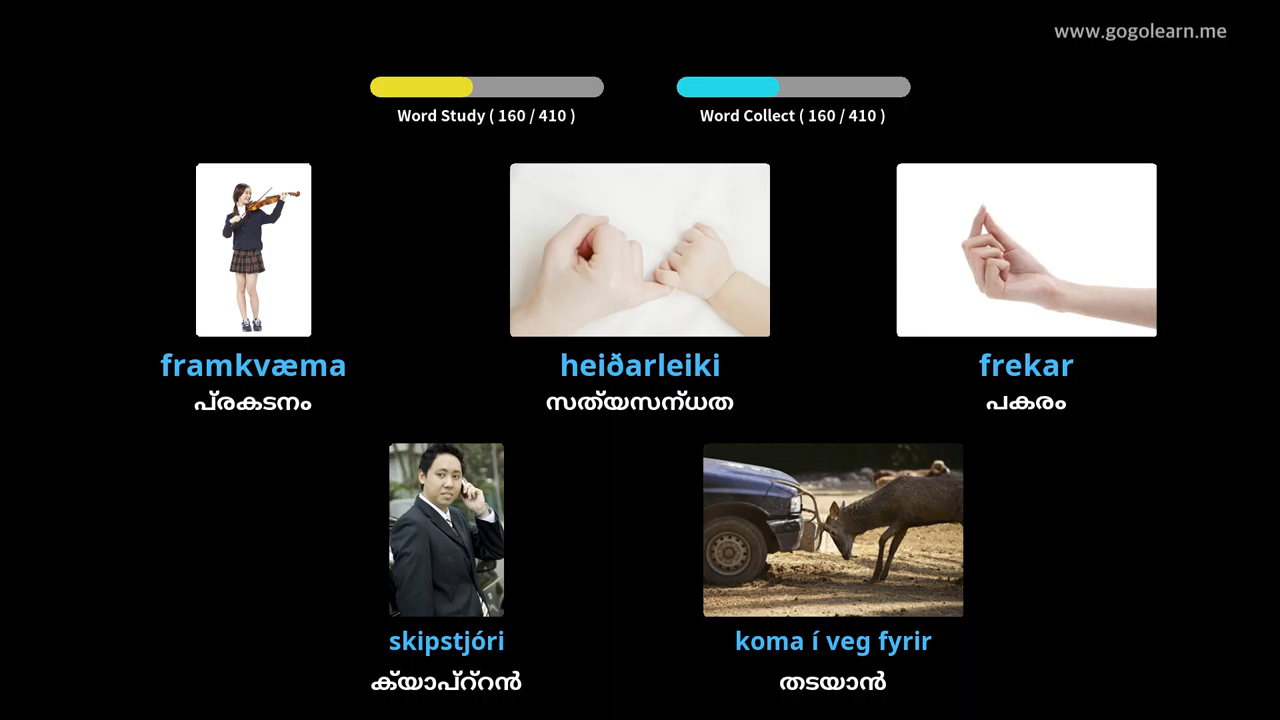 www.gogolearn.me
Word Study ( 160 / 410 )
Word Collect ( 160 / 410 )
framkvæma
പ്രകടനം
heiðarleiki
സത്യസന്ധത
frekar
പകരം
skipstjóri
ക്യാപ്റ്റൻ
koma í veg fyrir
തടയാൻ